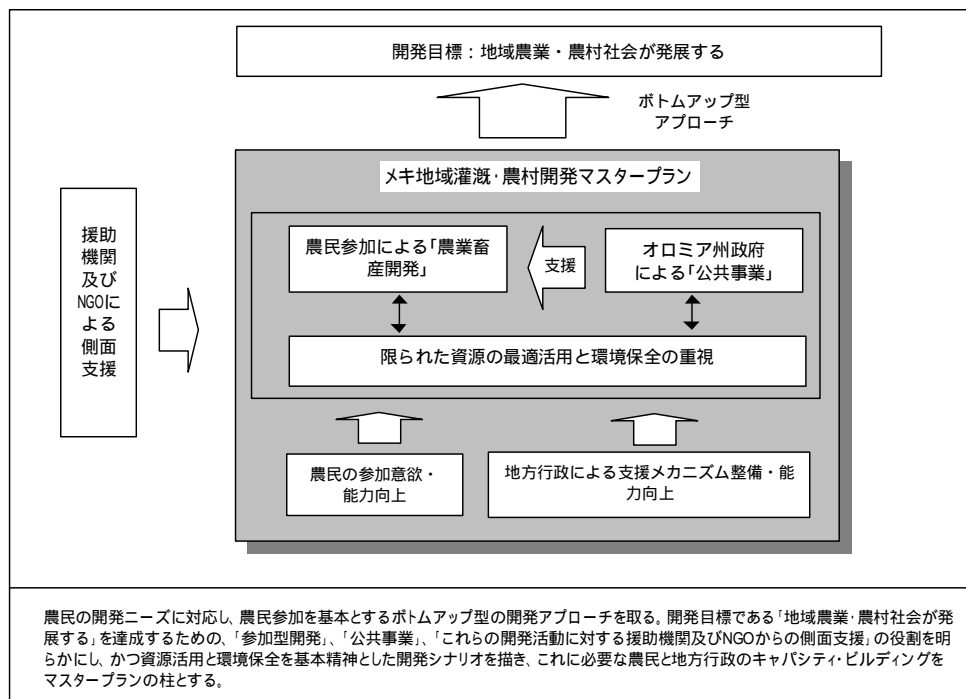 開発目標：地域農業・農村社会が発展する
ボトムアップ型
アプローチ
メキ地域灌漑・農村開発マスタープラン
援助
機関
及び
NGOに
よる
側面
支援
農民参加による「農業畜
産開発」
支援
オロミア州政府
による「公共事業」
限られた資源の最適活用と環境保全の重視
農民の参加意欲・
能力向上
地方行政による支援メカニズム整備・能
力向上
農民の開発ニーズに対応し、農民参加を基本とするボトムアップ型の開発アプローチを取る。開発目標である「地域農業・農村社会が発
展する」を達成するための、「参加型開発」、「公共事業」、「これらの開発活動に対する援助機関及びNGOからの側面支援」の役割を明
らかにし、かつ資源活用と環境保全を基本精神とした開発シナリオを描き、これに必要な農民と地方行政のキャパシティ・ビルディングを
マスタープランの柱とする。